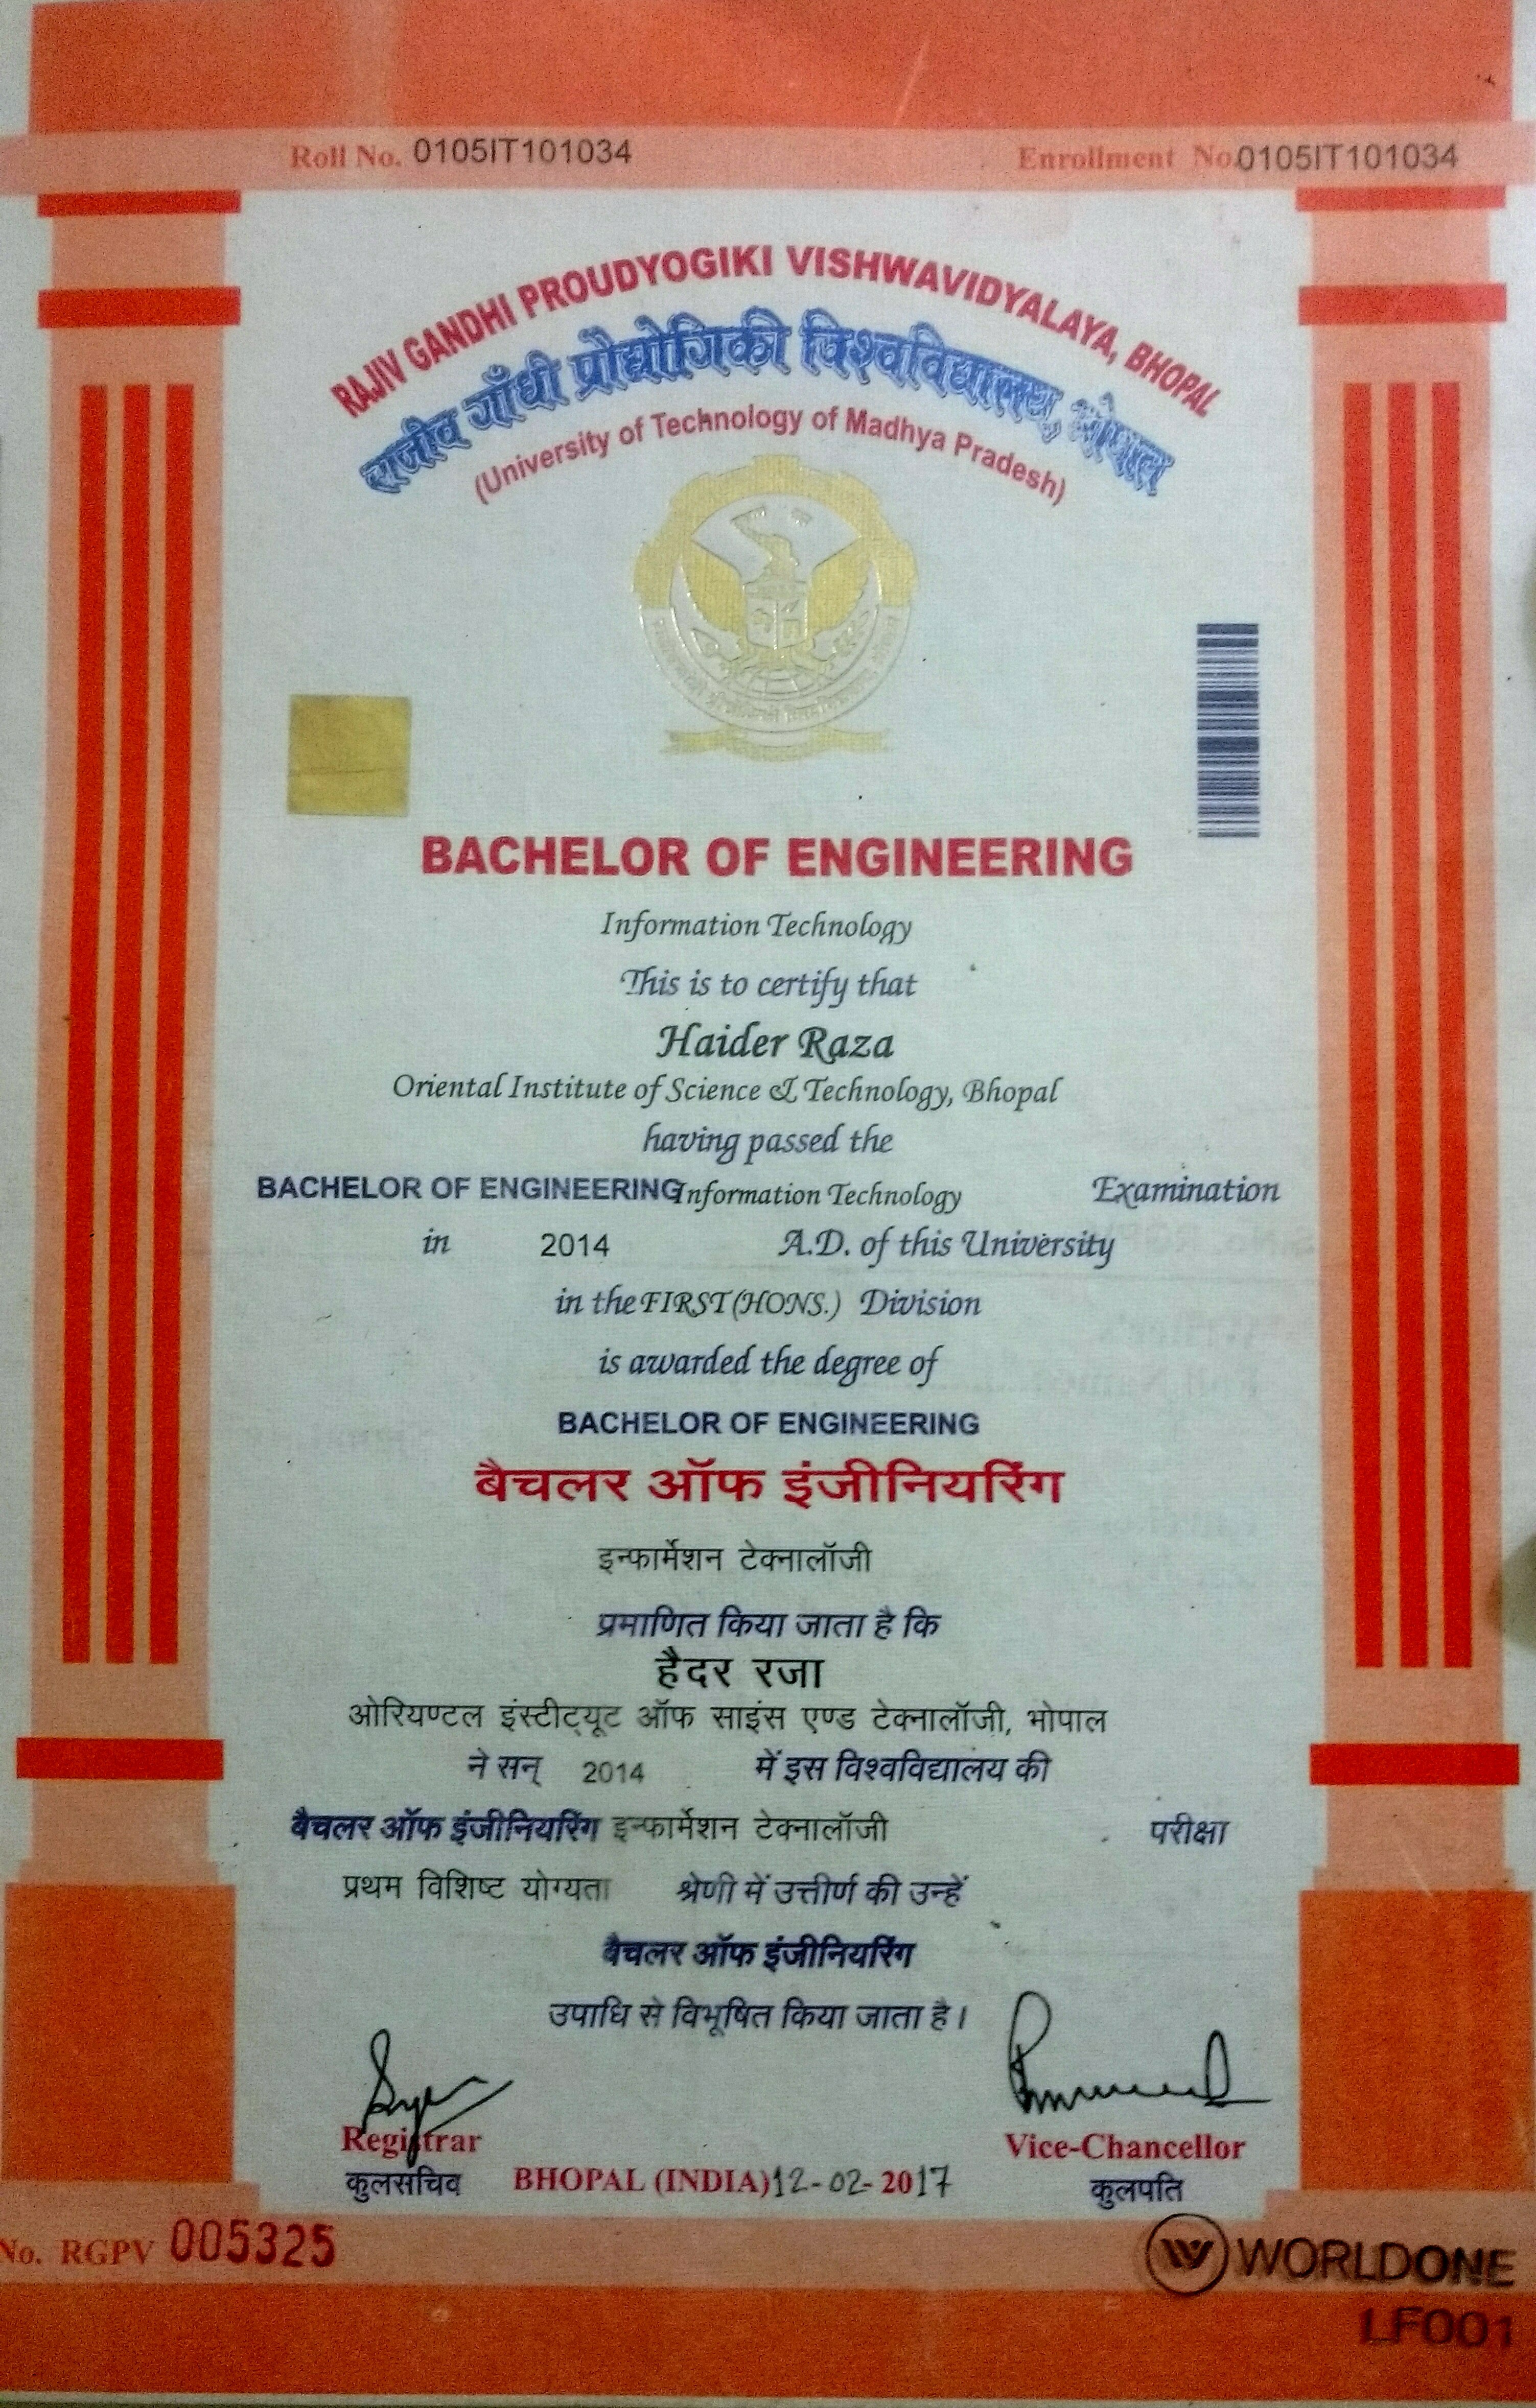 Roll No. 0105IT101034
Enrollment No. 0105IT101034
RAJIV GANDHI PROUDYOGIKI VISHWAVIDYALAYA, BHOPAL
राजीव गाँधी प्रौद्योगिकी विश्वविद्यालय, भोपाल
(University of Technology of Madhya Pradesh)
BACHELOR OF ENGINEERING
Information Technology
This is to certify that
Haider Raza
Oriental Institute of Science & Technology, Bhopal
having passed the
BACHELOR OF ENGINEERING Information Technology Examination
in 2014 A.D. of this University
in the FIRST(HONS.) Division
is awarded the degree of
BACHELOR OF ENGINEERING
बैचलर ऑफ इंजीनियरिंग
इन्फार्मेशन टेक्नालॉजी
प्रमाणित किया जाता है कि
हैदर रजा
ओरियण्टल इंस्टीट्यूट ऑफ साइंस एण्ड टेक्नालॉजी, भोपाल
ने सन् 2014 में इस विश्वविद्यालय की
बैचलर ऑफ इंजीनियरिंग इन्फार्मेशन टेक्नालॉजी परीक्षा
प्रथम विशिष्ट योग्यता श्रेणी में उत्तीर्ण की उन्हें
बैचलर ऑफ इंजीनियरिंग
उपाधि से विभूषित किया जाता है।
Registrar
कुलसचिव
BHOPAL (INDIA) 12-02-2017
Vice-Chancellor
कुलपति
No. RGPV 005325
WORLDONE
LF001